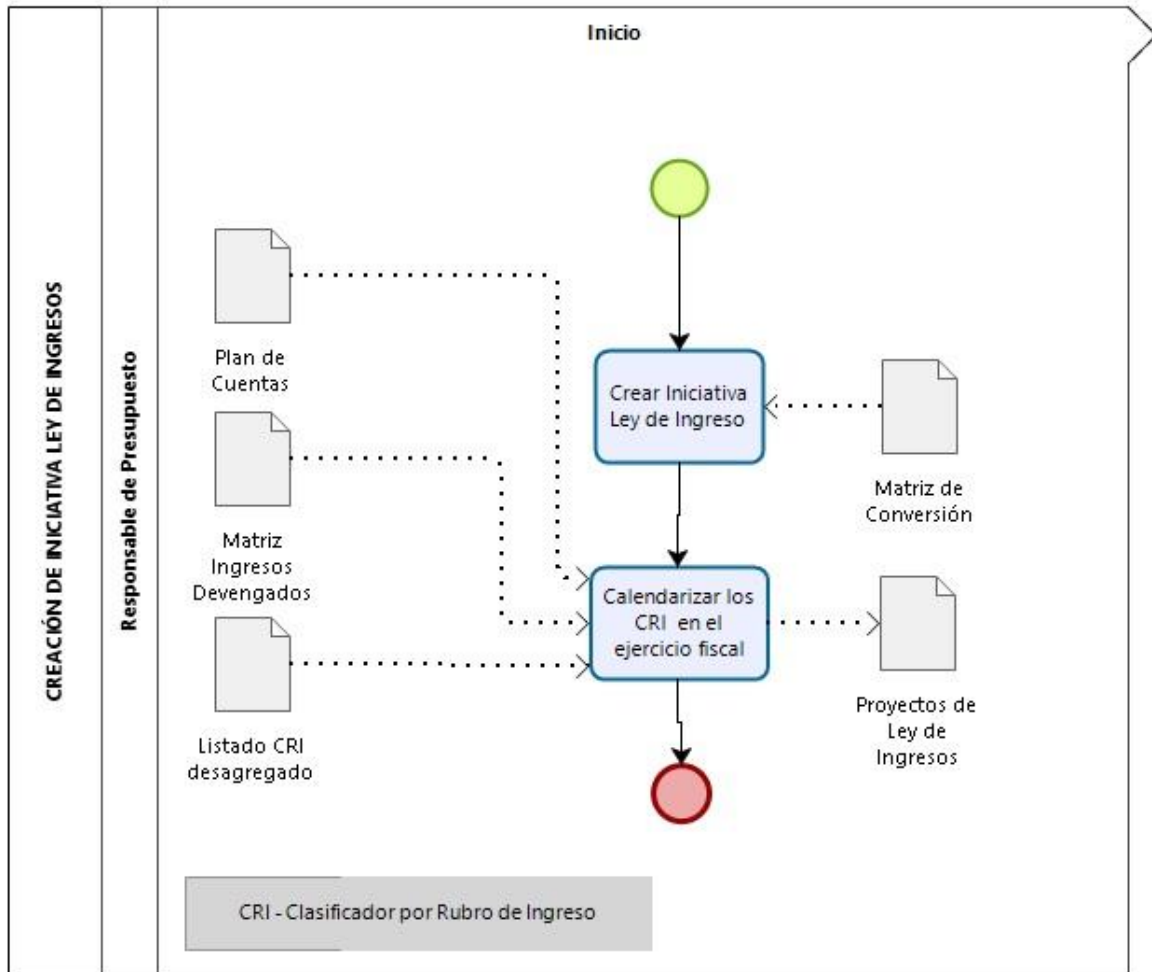 CREACIÓN DE INICIATIVA LEY DE INGRESOS
Responsable de Presupuesto
Inicio
Plan de
Cuentas
Crear Iniciativa
Ley de Ingreso
Matriz de
Conversión
Matriz
Ingresos
Devengados
Calendarizar los
CRI en el
ejercicio fiscal
Proyectos de
Ley de
Ingresos
Listado CRI
desagregado
CRI - Clasificador por Rubro de Ingreso